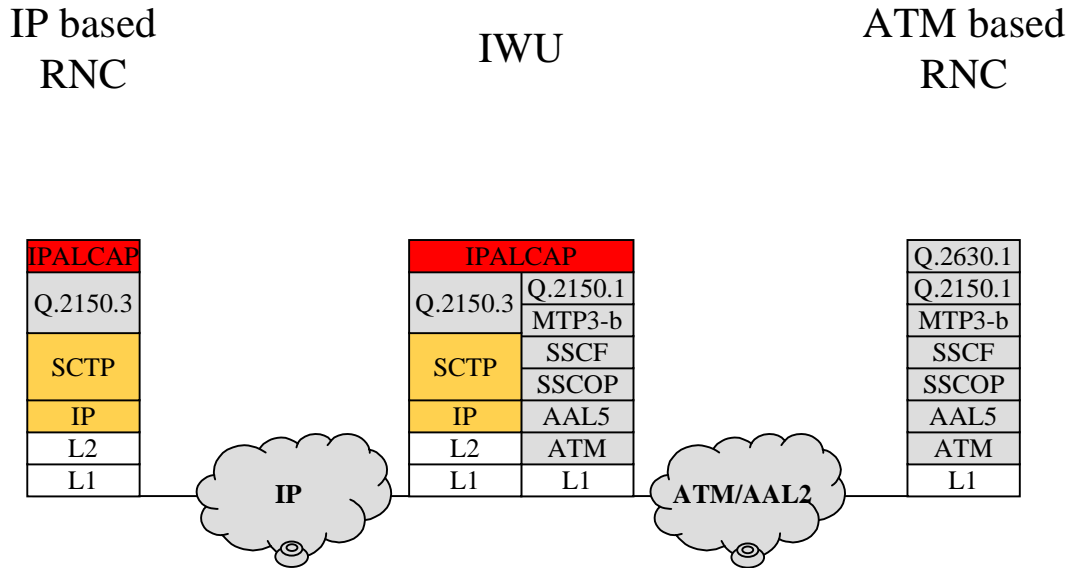 IP based
RNC
IWU
ATM based
RNC
IPALCAP
Q.2150.3
SCTP
IP
L2
L1
IP
IPALCAP
Q.2150.3
SCTP
IP
L2
L1
Q.2150.1
MTP3-b
SSCF
SSCOP
AAL5
ATM
L1
ATM/AAL2
Q.2630.1
Q.2150.1
MTP3-b
SSCF
SSCOP
AAL5
ATM
L1